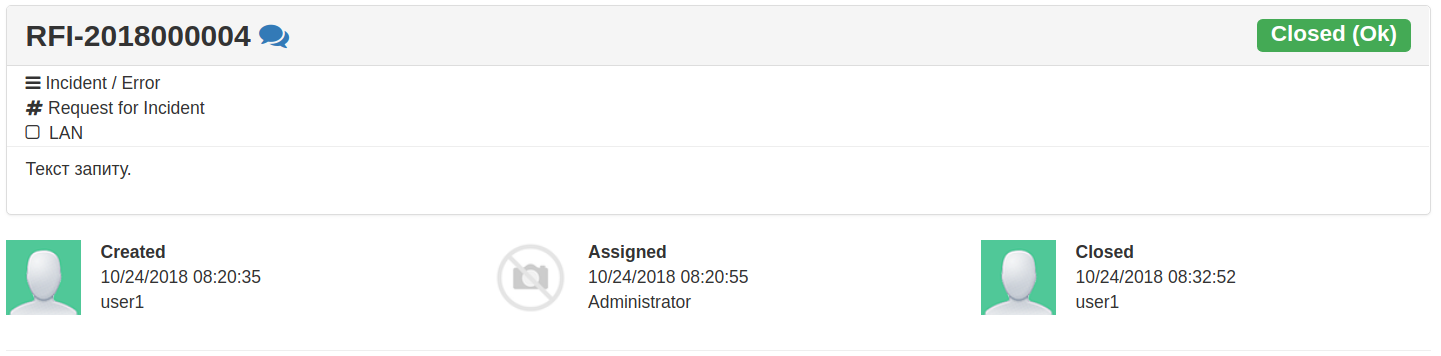 RFI-2018000004
Closed (Ok)
Incident / Error
# Request for Incident
LAN
Текст запиту.
Created
10/24/2018 08:20:35
user1
Assigned
10/24/2018 08:20:55
Administrator
Closed
10/24/2018 08:32:52
user1